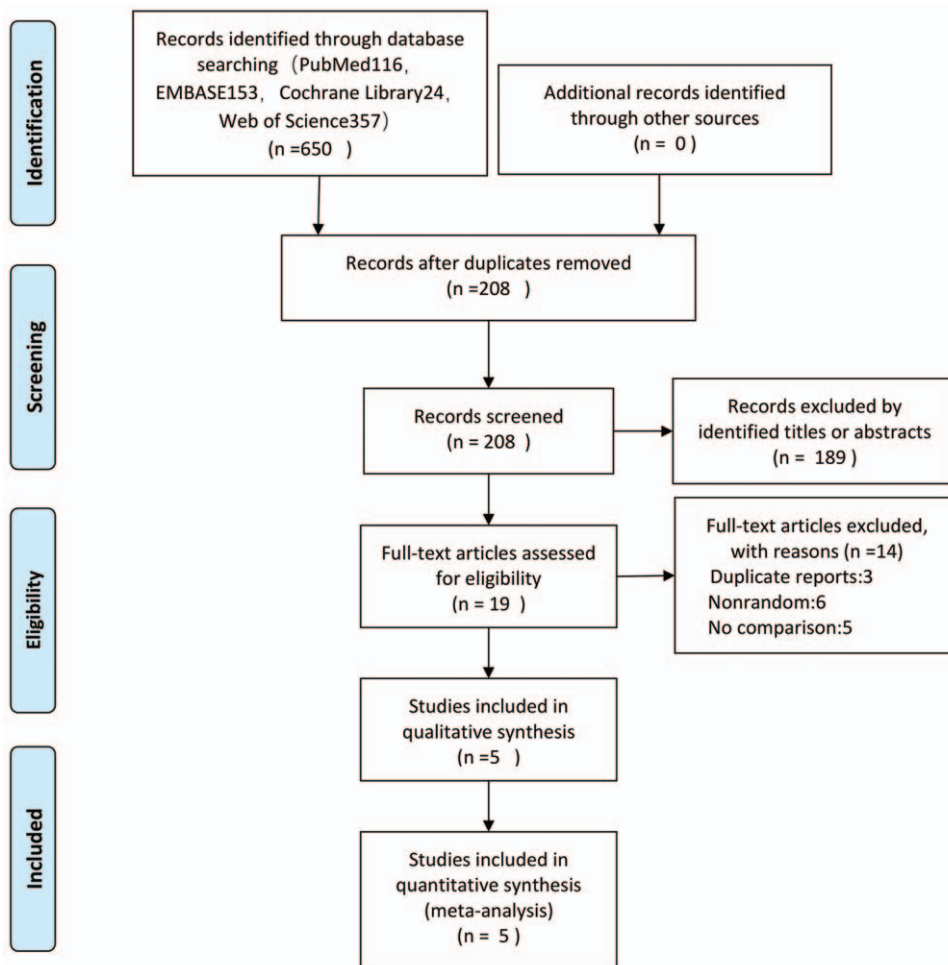 Identification
Records identified through database
searching（PubMed116，
EMBASE153， Cochrane Library24，
Web of Science357）
(n =650 )
Additional records identified
through other sources
(n = 0 )
Screening
Records after duplicates removed
(n =208 )
Records screened
(n = 208 )
Records excluded by
identified titles or abstracts
(n = 189 )
Eligibility
Full-text articles assessed
for eligibility
(n = 19 )
Full-text articles excluded,
with reasons (n =14)
Duplicate reports:3
Nonrandom:6
No comparison:5
Studies included in
qualitative synthesis
(n =5 )
Included
Studies included in
quantitative synthesis
(meta-analysis)
(n = 5 )